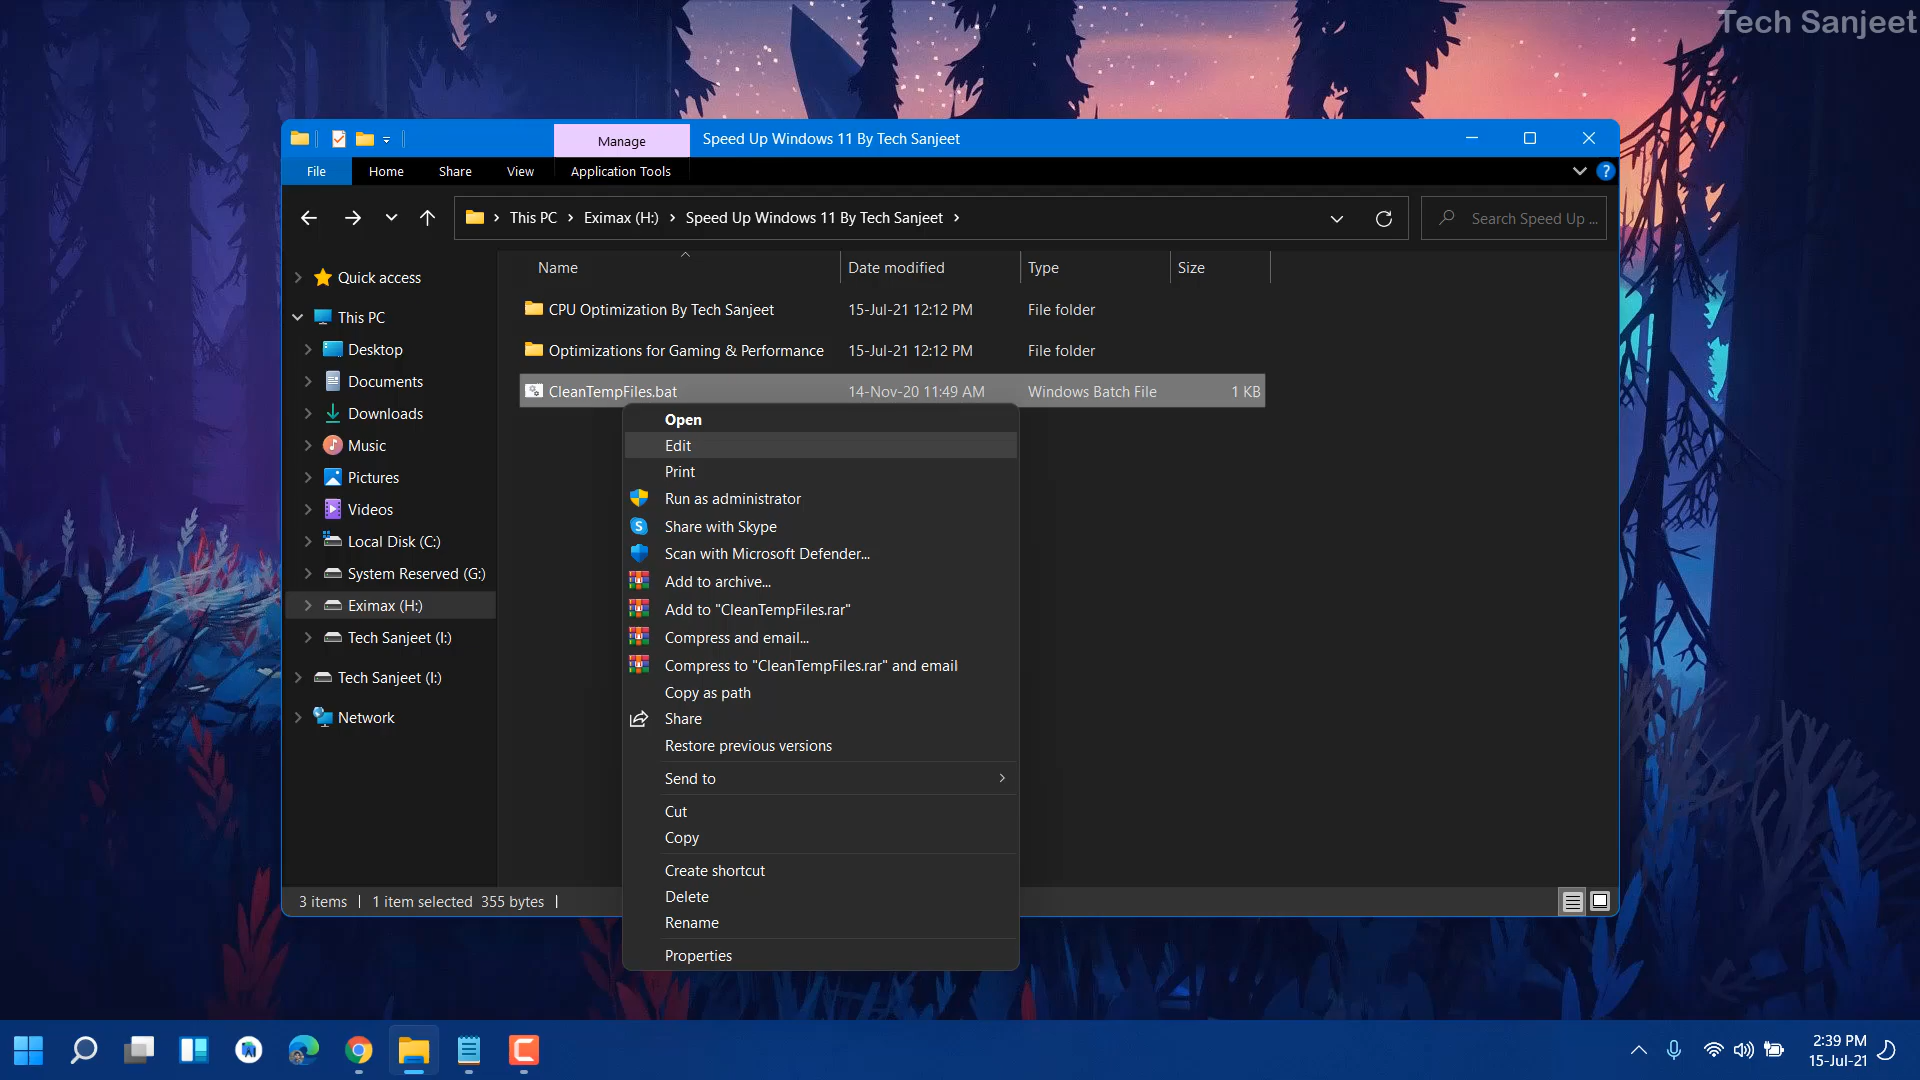 Tech Sanjeet
Manage
Speed Up Windows 11 By Tech Sanjeet
File
Home
Share
View
Application Tools
?
This PC
Eximax (H:)
Speed Up Windows 11 By Tech Sanjeet
Search Speed Up ...
Name
Date modified
Type
Size
Quick access
This PC
Desktop
Documents
Downloads
Music
Pictures
Videos
Local Disk (C:)
System Reserved (G:)
Eximax (H:)
Tech Sanjeet (I:)
Tech Sanjeet (I:)
Network
CPU Optimization By Tech Sanjeet 15-Jul-21 12:12 PM File folder
Optimizations for Gaming & Performance 15-Jul-21 12:12 PM File folder
CleanTempFiles.bat 14-Nov-20 11:49 AM Windows Batch File 1 KB
Open
Edit
Print
Run as administrator
Share with Skype
Scan with Microsoft Defender...
Add to archive...
Add to "CleanTempFiles.rar"
Compress and email...
Compress to "CleanTempFiles.rar" and email
Copy as path
Share
Restore previous versions
Send to
Cut
Copy
Create shortcut
Delete
Rename
Properties
3 items
1 item selected 355 bytes
2:39 PM
15-Jul-21